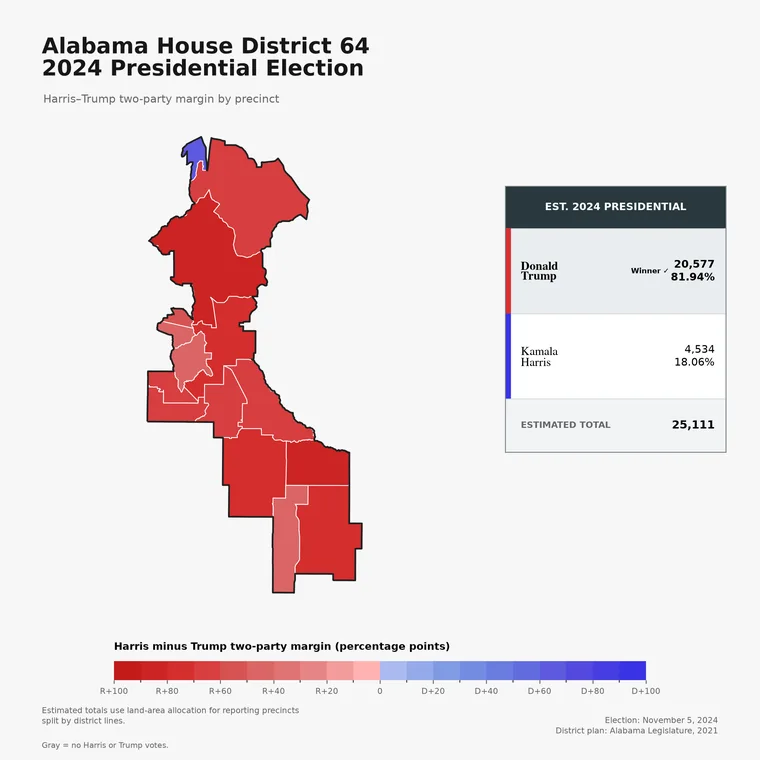 Alabama House District 64
2024 Presidential Election
Harris–Trump two-party margin by precinct
EST. 2024 PRESIDENTIAL
Donald
Trump
Winner ✓
20,577
81.94%
Kamala
Harris
4,534
18.06%
ESTIMATED TOTAL
25,111
Harris minus Trump two-party margin (percentage points)
R+100 R+80 R+60 R+40 R+20 0 D+20 D+40 D+60 D+80 D+100
Estimated totals use land-area allocation for reporting precincts
split by district lines.
Gray = no Harris or Trump votes.
Election: November 5, 2024
District plan: Alabama Legislature, 2021